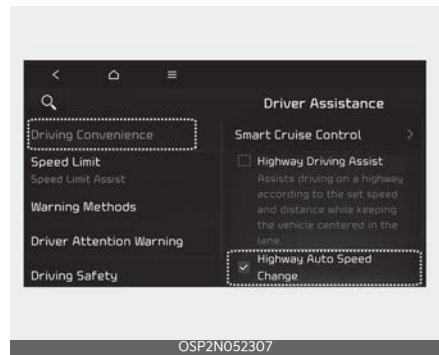 Driver Assistance
Driving Convenience
Speed Limit
Speed Limit Assist
Warning Methods
Driver Attention Warning
Driving Safety
Smart Cruise Control
Highway Driving Assist
Assists driving on a highway
according to the set speed
and distance while keeping
the vehicle centered in the
lane.
Highway Auto Speed
Change
OSP2N052307